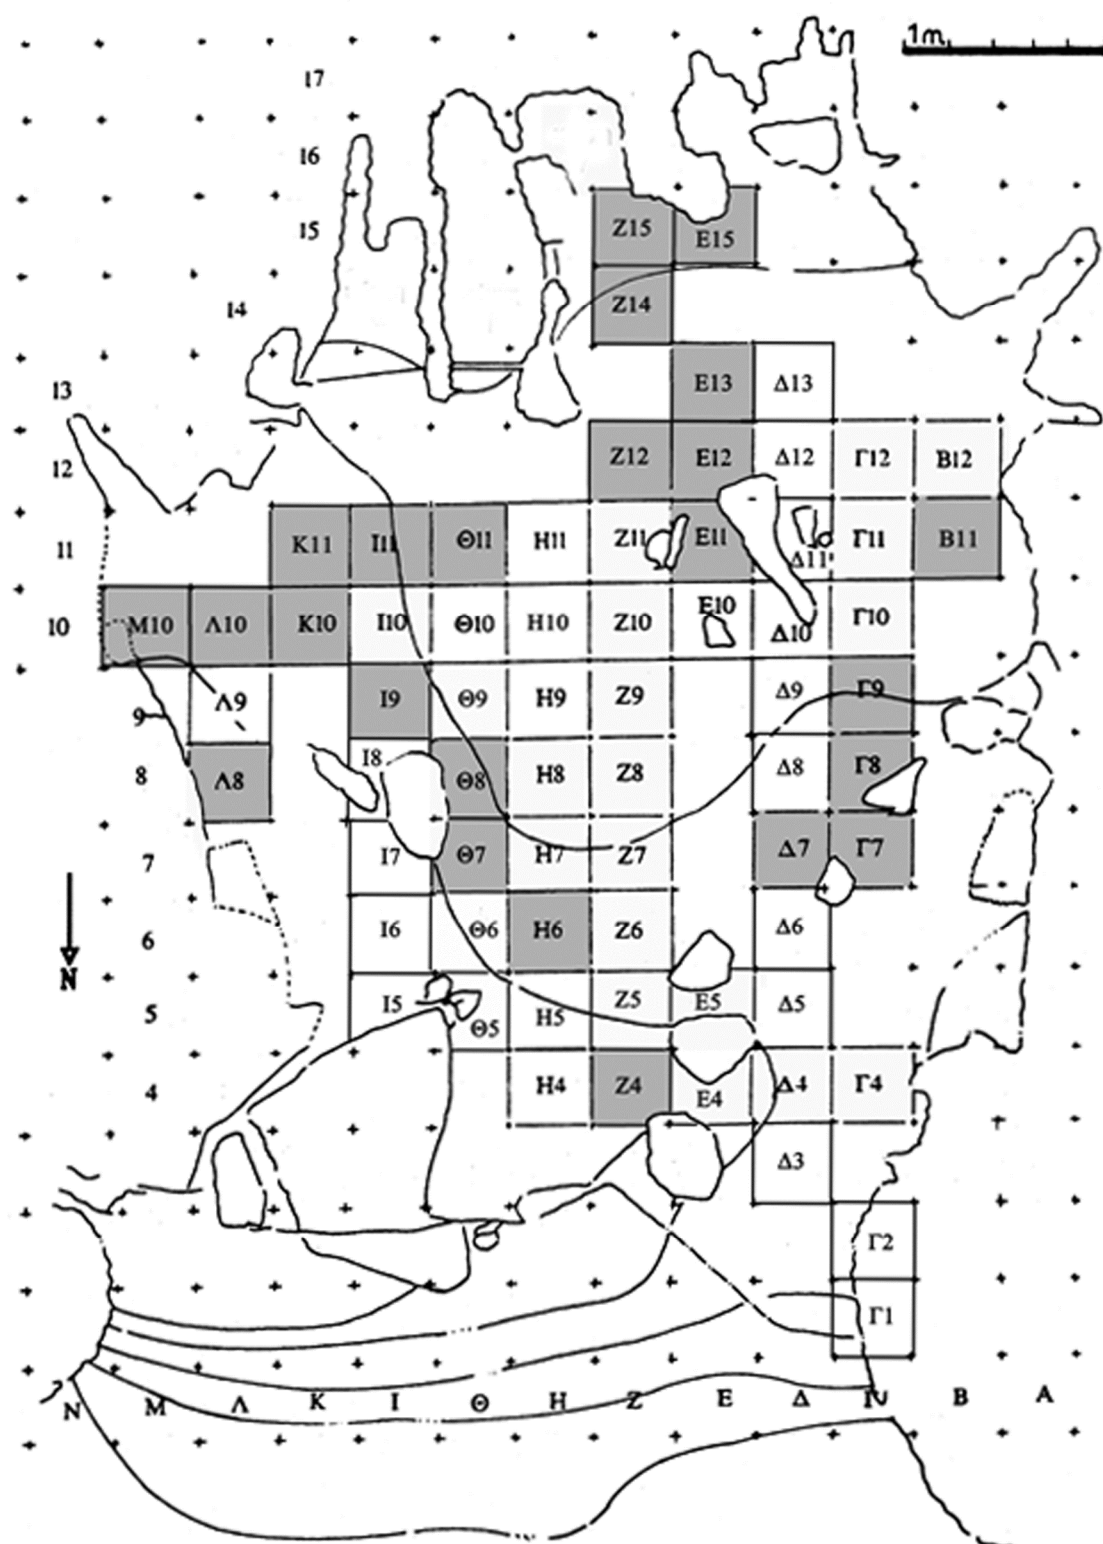 1m
17
16
15 Z15 E15
14 Z14
13 E13 Δ13
12 Z12 E12 Δ12 Γ12 B12
11 K11 I11 Θ11 H11 Z11 E11 Δ11 Γ11 B11
10 M10 Λ10 K10 I10 Θ10 H10 Z10 E10 Δ10 Γ10
9 Λ9 I9 Θ9 H9 Z9 Δ9 Γ9
8 Λ8 I8 Θ8 H8 Z8 Δ8 Γ8
7 I7 Θ7 H7 Z7 Δ7 Γ7
6 I6 Θ6 H6 Z6 Δ6
N
5 I5 Θ5 H5 Z5 E5 Δ5
4 H4 Z4 E4 Δ4 Γ4
Δ3
Γ2
Γ1
N M Λ K I Θ H Z E Δ Γ B A